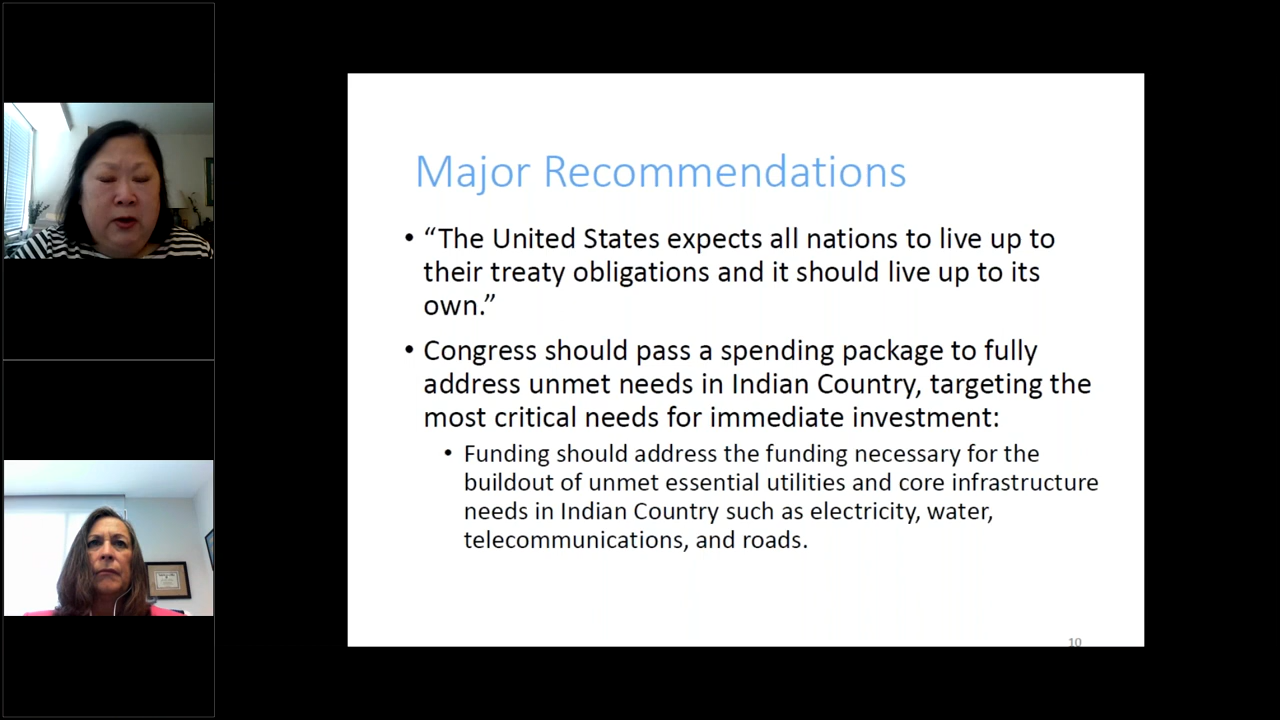 Major Recommendations
• “The United States expects all nations to live up to
their treaty obligations and it should live up to its
own.”
• Congress should pass a spending package to fully
address unmet needs in Indian Country, targeting the
most critical needs for immediate investment:
• Funding should address the funding necessary for the
buildout of unmet essential utilities and core infrastructure
needs in Indian Country such as electricity, water,
telecommunications, and roads.
10